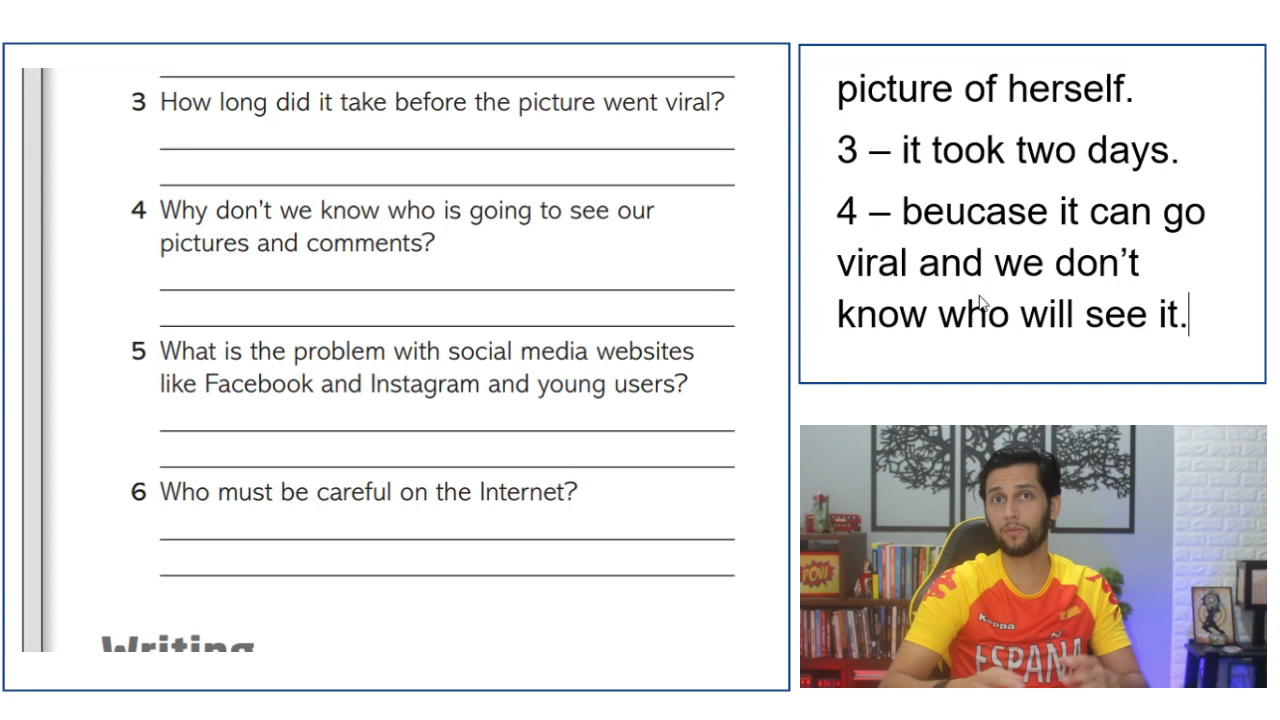 3 How long did it take before the picture went viral?
4 Why don't we know who is going to see our
pictures and comments?
5 What is the problem with social media websites
like Facebook and Instagram and young users?
6 Who must be careful on the Internet?
Writing
picture of herself.
3 – it took two days.
4 – beucase it can go
viral and we don't
know who will see it.
POW!
Kappa
ESPAÑA